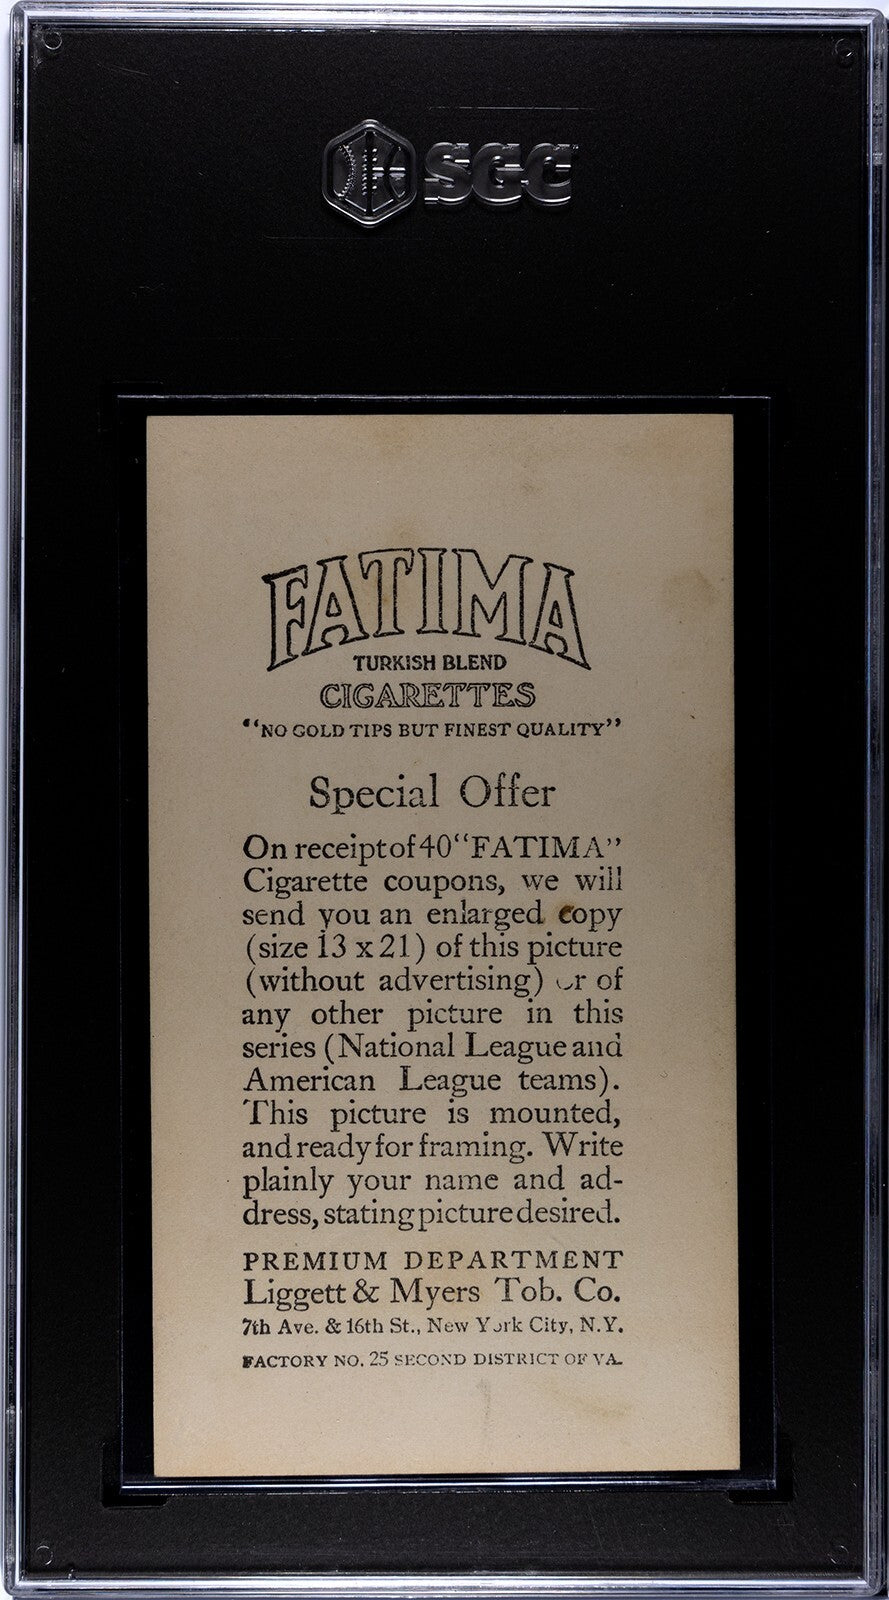 SGC
FATIMA
TURKISH BLEND
CIGARETTES
"NO GOLD TIPS BUT FINEST QUALITY"
Special Offer
On receipt of 40 "FATIMA"
Cigarette coupons, we will
send you an enlarged copy
(size 13 x 21) of this picture
(without advertising) or of
any other picture in this
series (National League and
American League teams).
This picture is mounted,
and ready for framing. Write
plainly your name and ad-
dress, stating picture desired.
PREMIUM DEPARTMENT
Liggett & Myers Tob. Co.
7th Ave. & 16th St., New York City, N.Y.
FACTORY NO. 25 SECOND DISTRICT OF VA.